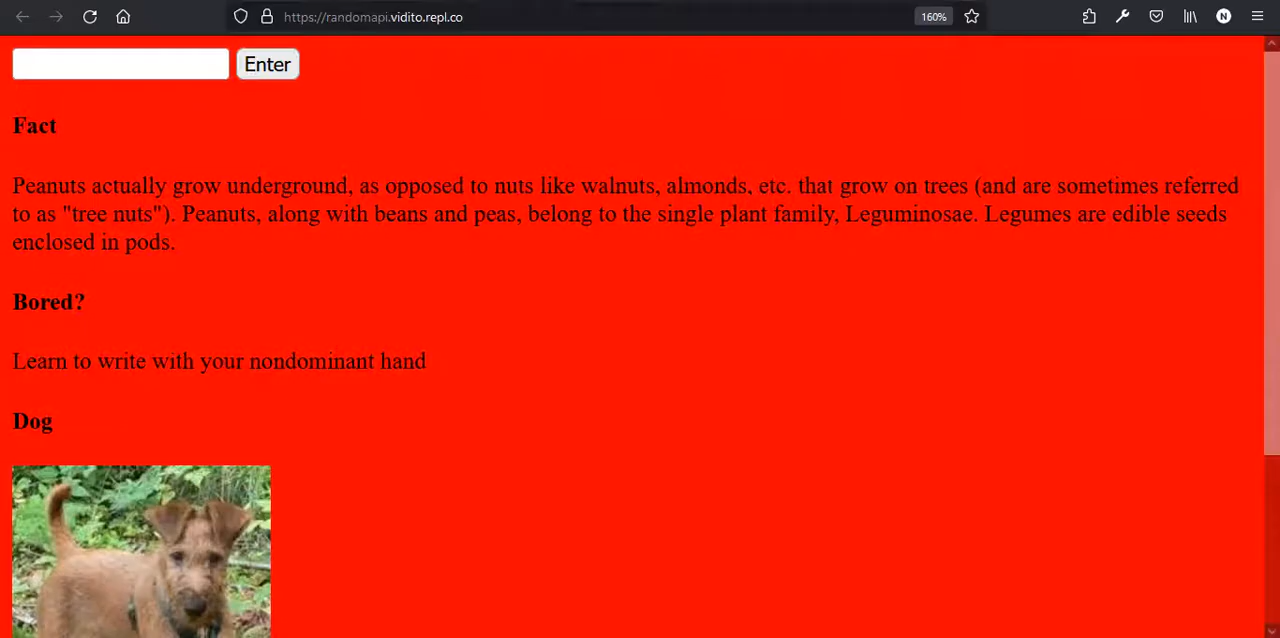 https://randomapi.vidito.repl.co
160%
N
Enter
Fact
Peanuts actually grow underground, as opposed to nuts like walnuts, almonds, etc. that grow on trees (and are sometimes referred
to as "tree nuts"). Peanuts, along with beans and peas, belong to the single plant family, Leguminosae. Legumes are edible seeds
enclosed in pods.
Bored?
Learn to write with your nondominant hand
Dog